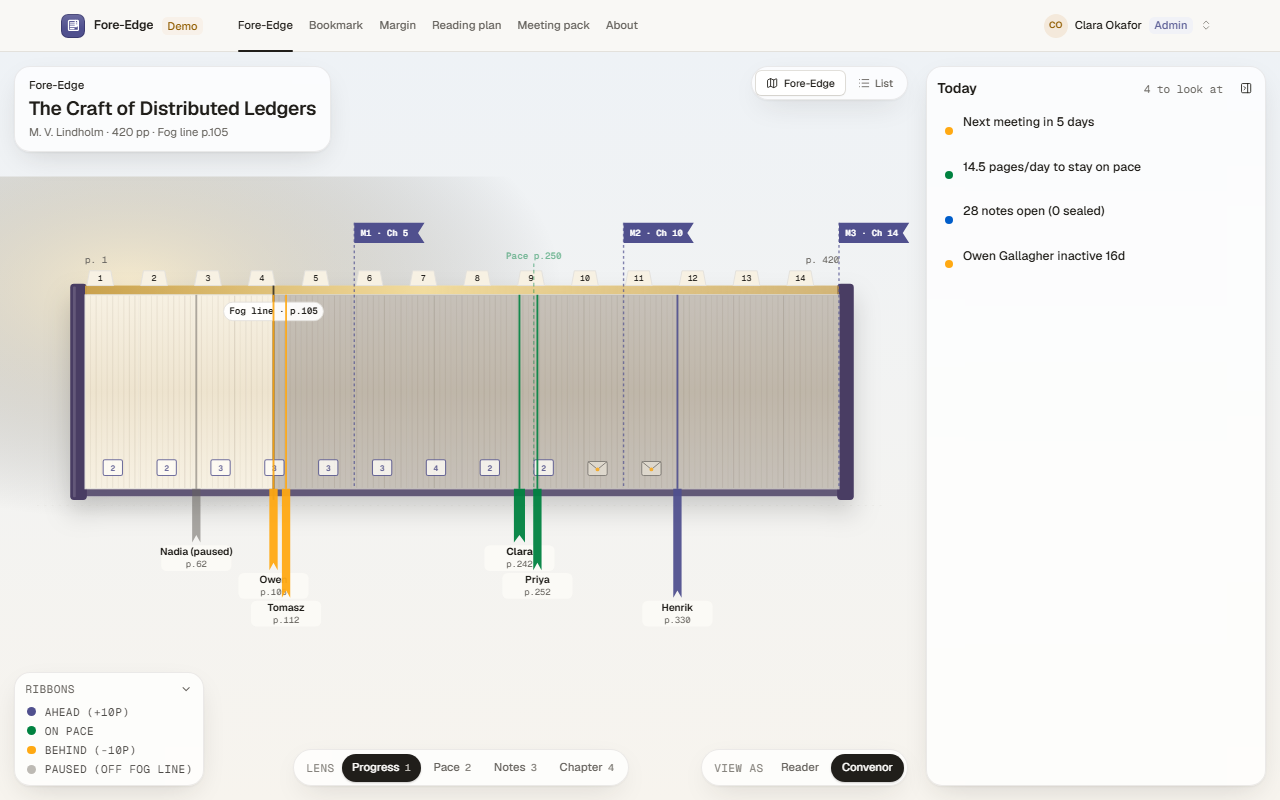 Fore-Edge Demo Fore-Edge Bookmark Margin Reading plan Meeting pack About CO Clara Okafor Admin
Fore-Edge
The Craft of Distributed Ledgers
M. V. Lindholm · 420 pp · Fog line p.105
Fore-Edge List
Today 4 to look at
Next meeting in 5 days
14.5 pages/day to stay on pace
28 notes open (0 sealed)
Owen Gallagher inactive 16d
M1 · Ch 5 M2 · Ch 10 M3 · Ch 14
Pace p.250
p. 1 p. 420
1 2 3 4 5 6 7 8 9 10 11 12 13 14
Fog line · p.105
2 2 3 3 3 3 4 2 2
Nadia (paused) Clara
p.62 p.242
Priya
p.252
Tomasz Henrik
p.112 p.330
RIBBONS
AHEAD (+10P)
ON PACE
BEHIND (-10P)
PAUSED (OFF FOG LINE)
LENS Progress 1 Pace 2 Notes 3 Chapter 4
VIEW AS Reader Convenor